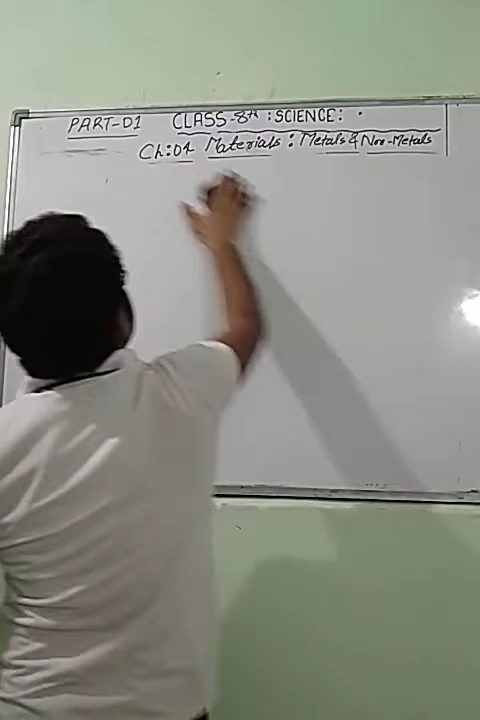 PART-01 CLASS-8th : SCIENCE:
Ch:04 Materials : Metals & Non-Metals